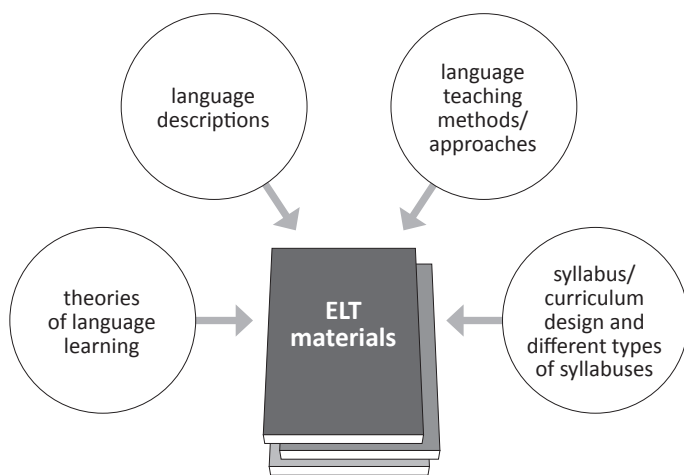 language
descriptions
language
teaching
methods/
approaches
theories
of language
learning
ELT
materials
syllabus/
curriculum
design and
different types
of syllabuses